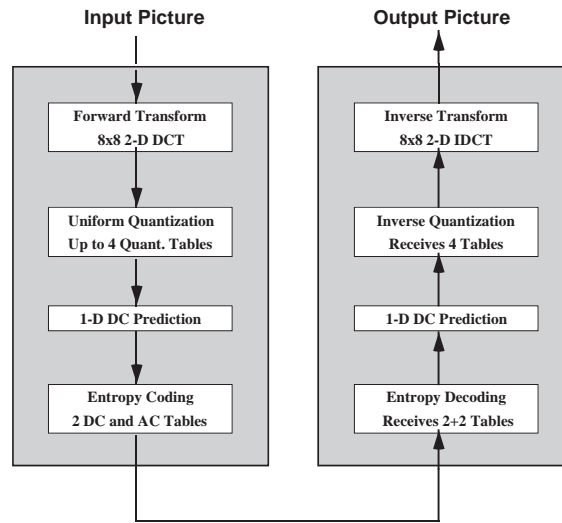 Input Picture
Forward Transform
8x8 2-D DCT
Uniform Quantization
Up to 4 Quant. Tables
1-D DC Prediction
Entropy Coding
2 DC and AC Tables
Output Picture
Inverse Transform
8x8 2-D IDCT
Inverse Quantization
Receives 4 Tables
1-D DC Prediction
Entropy Decoding
Receives 2+2 Tables